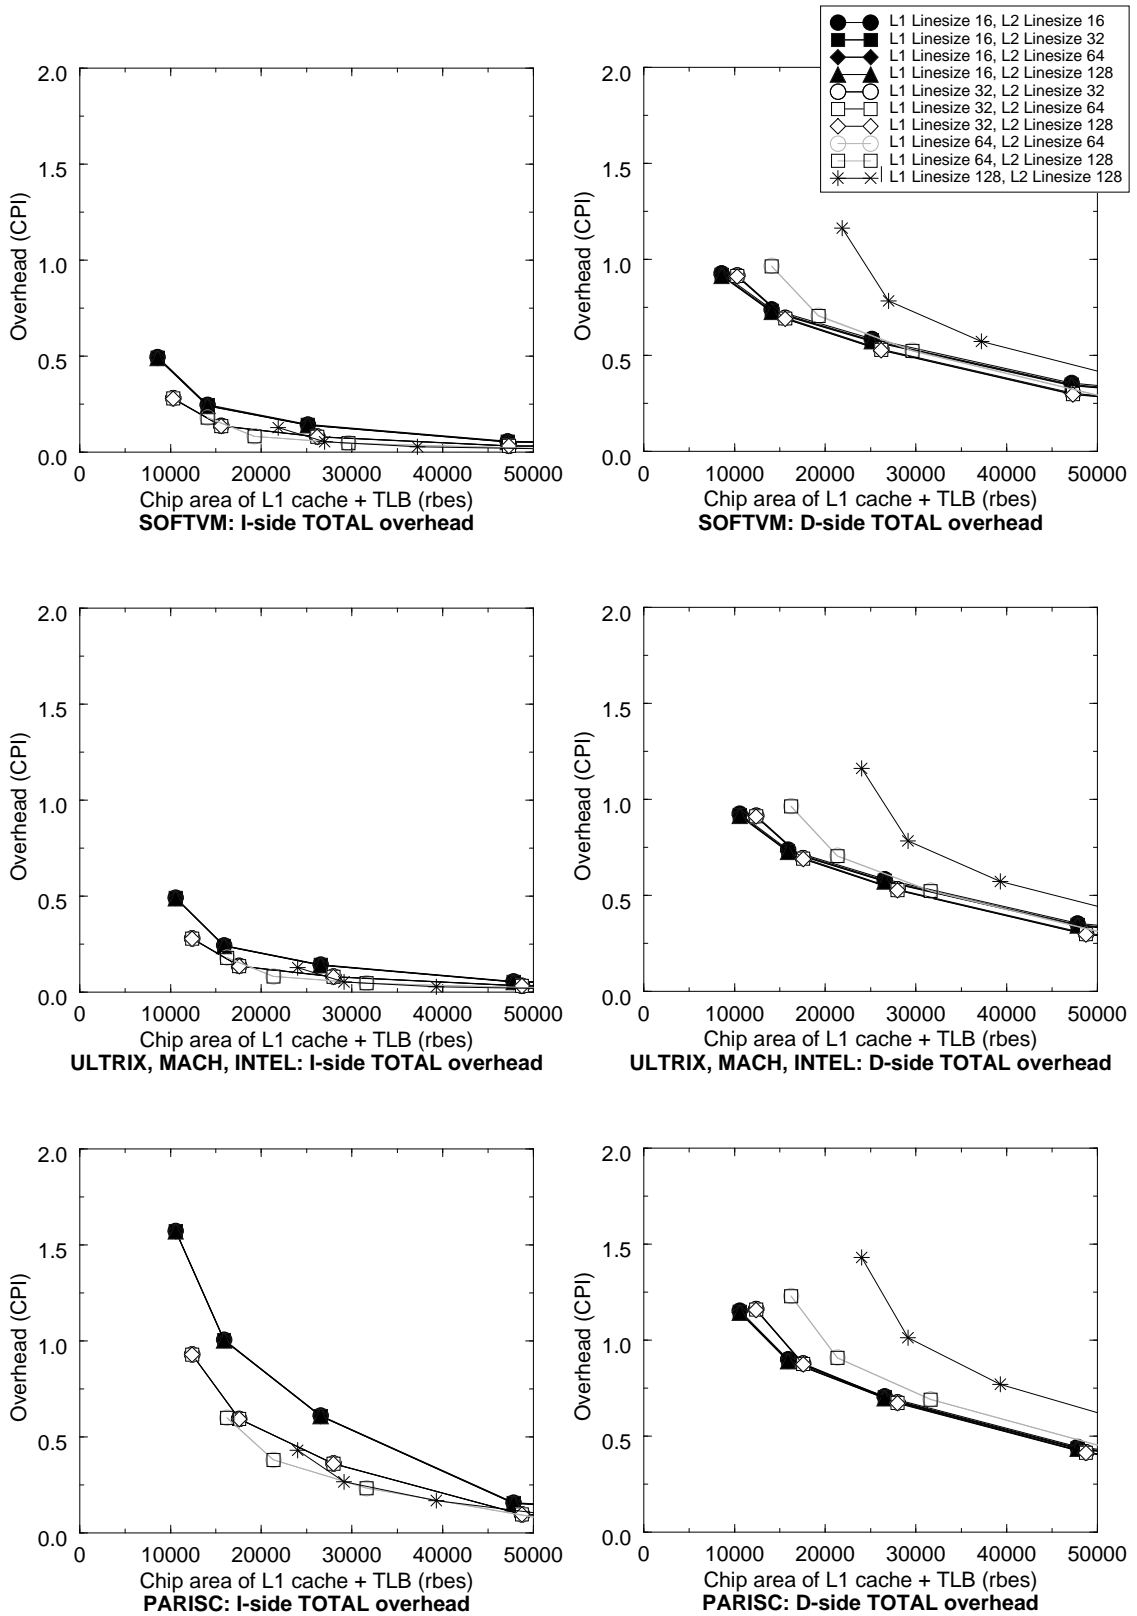 L1 Linesize 16, L2 Linesize 16
L1 Linesize 16, L2 Linesize 32
L1 Linesize 16, L2 Linesize 64
L1 Linesize 16, L2 Linesize 128
L1 Linesize 32, L2 Linesize 32
L1 Linesize 32, L2 Linesize 64
L1 Linesize 32, L2 Linesize 128
L1 Linesize 64, L2 Linesize 64
L1 Linesize 64, L2 Linesize 128
L1 Linesize 128, L2 Linesize 128
Overhead (CPI)
2.0
1.5
1.0
0.5
0.0
0 10000 20000 30000 40000 50000
Chip area of L1 cache + TLB (rbes)
SOFTVM: I-side TOTAL overhead
Overhead (CPI)
2.0
1.5
1.0
0.5
0.0
0 10000 20000 30000 40000 50000
Chip area of L1 cache + TLB (rbes)
SOFTVM: D-side TOTAL overhead
Overhead (CPI)
2.0
1.5
1.0
0.5
0.0
0 10000 20000 30000 40000 50000
Chip area of L1 cache + TLB (rbes)
ULTRIX, MACH, INTEL: I-side TOTAL overhead
Overhead (CPI)
2.0
1.5
1.0
0.5
0.0
0 10000 20000 30000 40000 50000
Chip area of L1 cache + TLB (rbes)
ULTRIX, MACH, INTEL: D-side TOTAL overhead
Overhead (CPI)
2.0
1.5
1.0
0.5
0.0
0 10000 20000 30000 40000 50000
Chip area of L1 cache + TLB (rbes)
PARISC: I-side TOTAL overhead
Overhead (CPI)
2.0
1.5
1.0
0.5
0.0
0 10000 20000 30000 40000 50000
Chip area of L1 cache + TLB (rbes)
PARISC: D-side TOTAL overhead